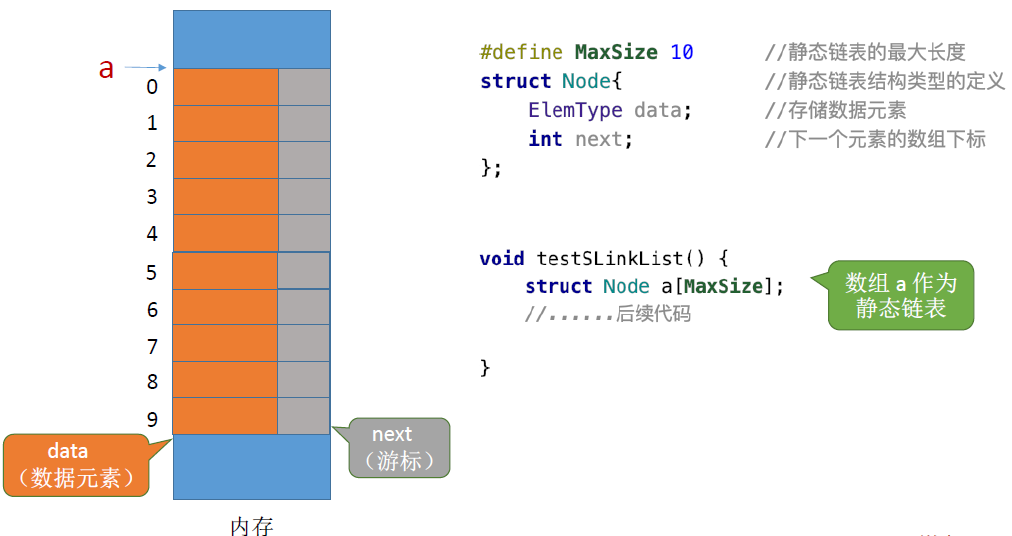 a
0
1
2
3
4
5
6
7
8
9
data
（数据元素）
next
（游标）
内存
#define MaxSize 10 //静态链表的最大长度
struct Node{ //静态链表结构类型的定义
ElemType data; //存储数据元素
int next; //下一个元素的数组下标
};
void testSLinkList() {
struct Node a[MaxSize];
//......后续代码
}
数组 a 作为
静态链表